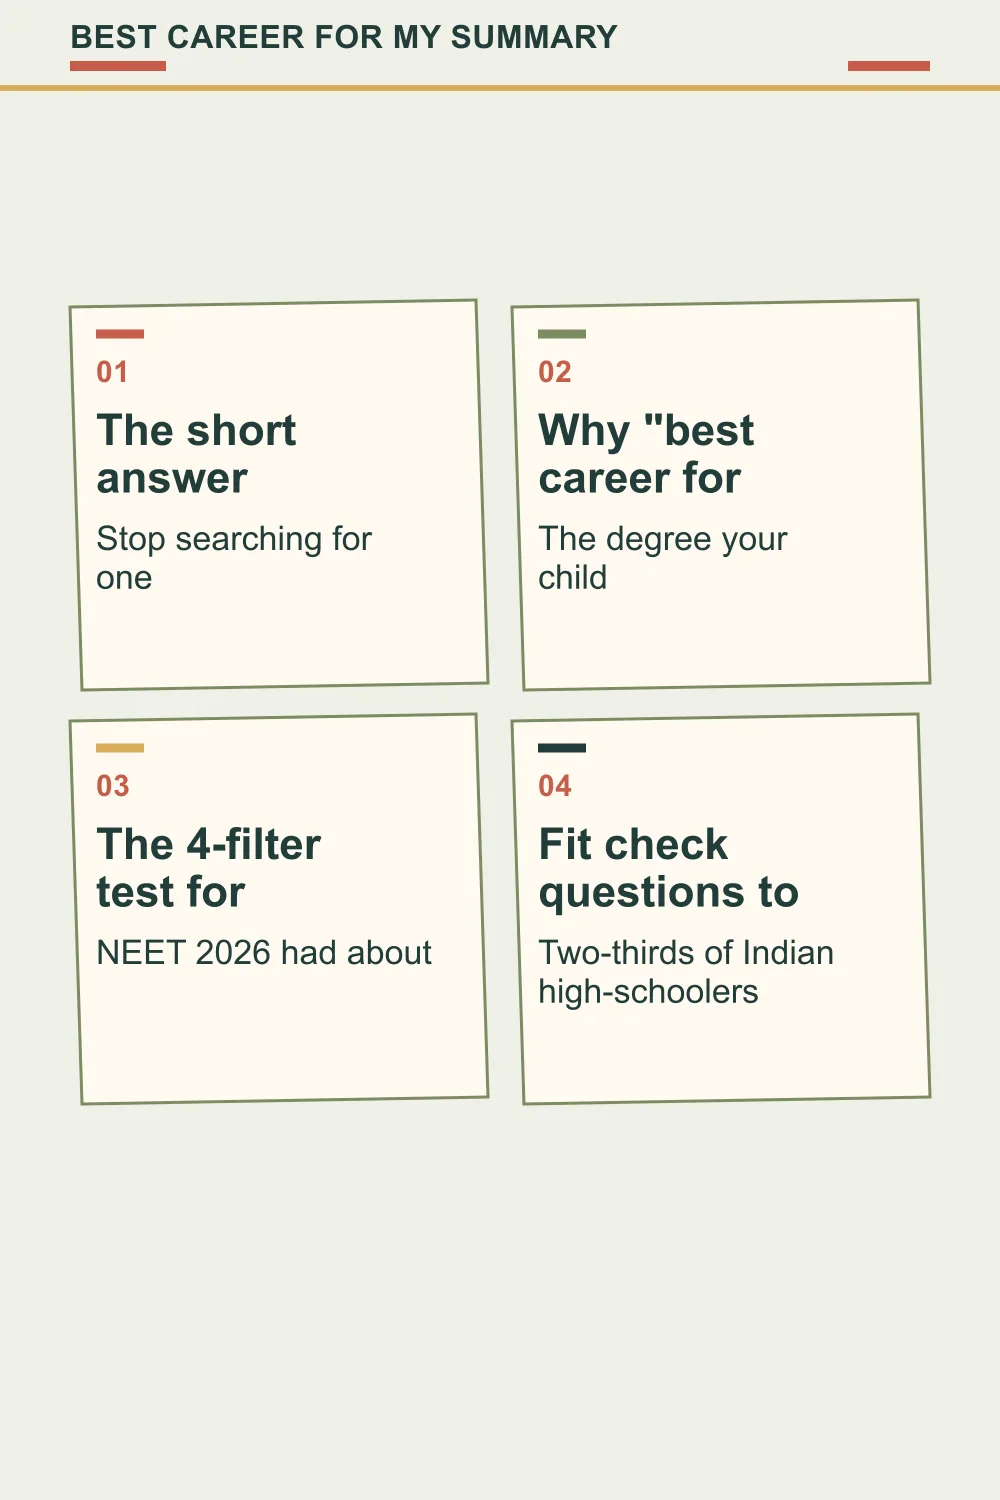 BEST CAREER FOR MY SUMMARY
01
The short
answer
Stop searching for
one
02
Why "best
career for
The degree your
child
03
The 4-filter
test for
NEET 2026 had about
04
Fit check
questions to
Two-thirds of Indian
high-schoolers